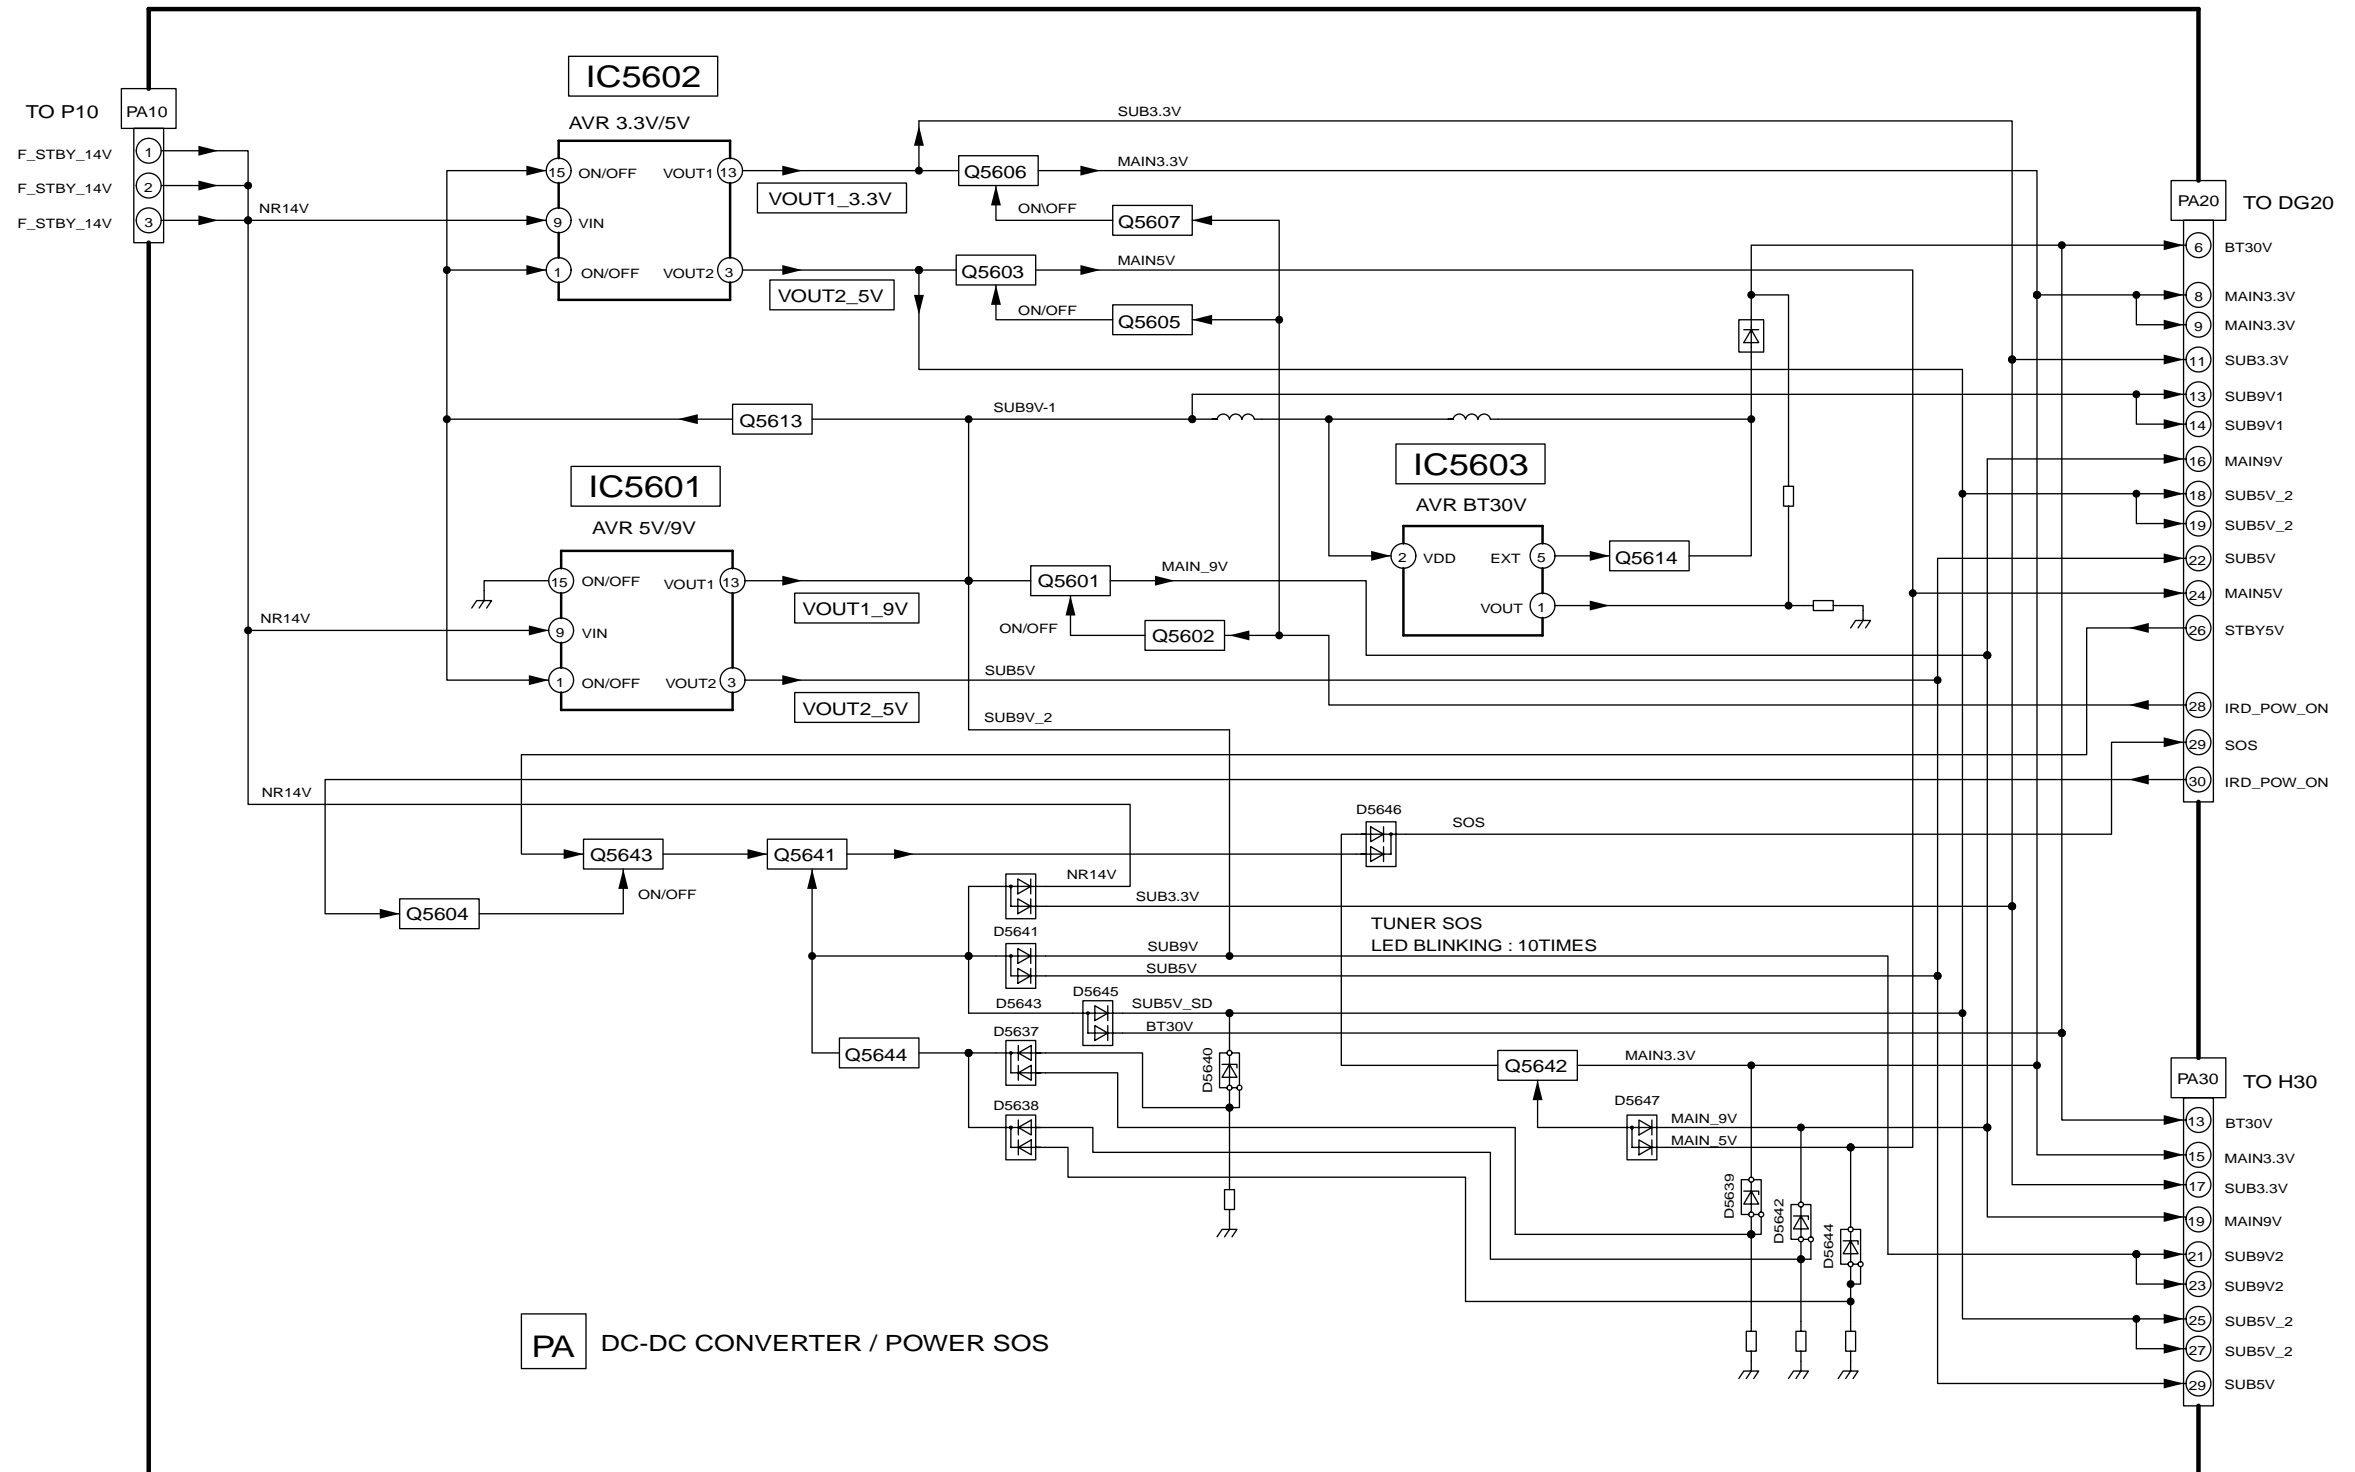 IC5602
AVR 3.3V/5V
TO P10
PA10
F_STBY_14V
1
F_STBY_14V
2
F_STBY_14V
3
NR14V
15 ON/OFF
VOUT1 13
9 VIN
1 ON/OFF
VOUT2 3
VOUT1_3.3V
VOUT2_5V
SUB3.3V
Q5606
MAIN3.3V
ON\OFF
Q5607
Q5603
MAIN5V
ON/OFF
Q5605
Q5613
SUB9V-1
IC5601
AVR 5V/9V
15 ON/OFF
VOUT1 13
9 VIN
1 ON/OFF
VOUT2 3
NR14V
VOUT1_9V
VOUT2_5V
Q5601
MAIN_9V
ON/OFF
Q5602
SUB5V
SUB9V_2
IC5603
AVR BT30V
2 VDD
EXT 5
VOUT 1
Q5614
PA20
TO DG20
6 BT30V
8 MAIN3.3V
9 MAIN3.3V
11 SUB3.3V
13 SUB9V1
14 SUB9V1
16 MAIN9V
18 SUB5V_2
19 SUB5V_2
22 SUB5V
24 MAIN5V
26 STBY5V
28 IRD_POW_ON
29 SOS
30 IRD_POW_ON
NR14V
Q5643
Q5641
ON/OFF
Q5604
D5646
SOS
NR14V
SUB3.3V
D5641
SUB9V
SUB5V
D5643
D5645
SUB5V_SD
BT30V
TUNER SOS
LED BLINKING : 10TIMES
Q5644
D5637
D5638
D5640
Q5642
MAIN3.3V
D5647
MAIN_9V
MAIN_5V
D5639
D5642
D5644
PA30
TO H30
13 BT30V
15 MAIN3.3V
17 SUB3.3V
19 MAIN9V
21 SUB9V2
23 SUB9V2
25 SUB5V_2
27 SUB5V_2
29 SUB5V
PA
DC-DC CONVERTER / POWER SOS